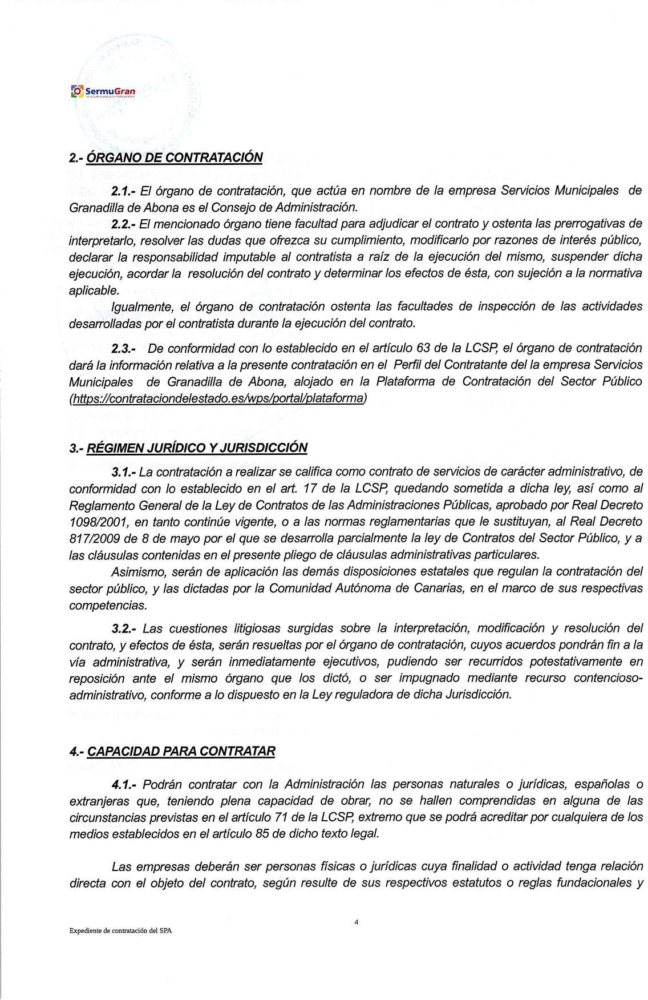 SermuGran
2.- ÓRGANO DE CONTRATACIÓN
2.1.- El órgano de contratación, que actúa en nombre de la empresa Servicios Municipales de
Granadilla de Abona es el Consejo de Administración.
2.2.- El mencionado órgano tiene facultad para adjudicar el contrato y ostenta las prerrogativas de
interpretarlo, resolver las dudas que ofrezca su cumplimiento, modificarlo por razones de interés público,
declarar la responsabilidad imputable al contratista a raíz de la ejecución del mismo, suspender dicha
ejecución, acordar la resolución del contrato y determinar los efectos de ésta, con sujeción a la normativa
aplicable.
Igualmente, el órgano de contratación ostenta las facultades de inspección de las actividades
desarrolladas por el contratista durante la ejecución del contrato.
2.3.- De conformidad con lo establecido en el artículo 63 de la LCSP, el órgano de contratación
dará la información relativa a la presente contratación en el Perfil del Contratante del la empresa Servicios
Municipales de Granadilla de Abona, alojado en la Plataforma de Contratación del Sector Público
(https://contrataciondelestado.es/wps/portal/plataforma)
3.- RÉGIMEN JURÍDICO Y JURISDICCIÓN
3.1.- La contratación a realizar se califica como contrato de servicios de carácter administrativo, de
conformidad con lo establecido en el art. 17 de la LCSP, quedando sometida a dicha ley, así como al
Reglamento General de la Ley de Contratos de las Administraciones Públicas, aprobado por Real Decreto
1098/2001, en tanto continúe vigente, o a las normas reglamentarias que le sustituyan, al Real Decreto
817/2009 de 8 de mayo por el que se desarrolla parcialmente la ley de Contratos del Sector Público, y a
las cláusulas contenidas en el presente pliego de cláusulas administrativas particulares.
Asimismo, serán de aplicación las demás disposiciones estatales que regulan la contratación del
sector público, y las dictadas por la Comunidad Autónoma de Canarias, en el marco de sus respectivas
competencias.
3.2.- Las cuestiones litigiosas surgidas sobre la interpretación, modificación y resolución del
contrato, y efectos de ésta, serán resueltas por el órgano de contratación, cuyos acuerdos pondrán fin a la
vía administrativa, y serán inmediatamente ejecutivos, pudiendo ser recurridos potestativamente en
reposición ante el mismo órgano que los dictó, o ser impugnado mediante recurso contencioso-
administrativo, conforme a lo dispuesto en la Ley reguladora de dicha Jurisdicción.
4.- CAPACIDAD PARA CONTRATAR
4.1.- Podrán contratar con la Administración las personas naturales o jurídicas, españolas o
extranjeras que, teniendo plena capacidad de obrar, no se hallen comprendidas en alguna de las
circunstancias previstas en el artículo 71 de la LCSP, extremo que se podrá acreditar por cualquiera de los
medios establecidos en el artículo 85 de dicho texto legal.
Las empresas deberán ser personas físicas o jurídicas cuya finalidad o actividad tenga relación
directa con el objeto del contrato, según resulte de sus respectivos estatutos o reglas fundacionales y
4
Expediente de contratación del SPA